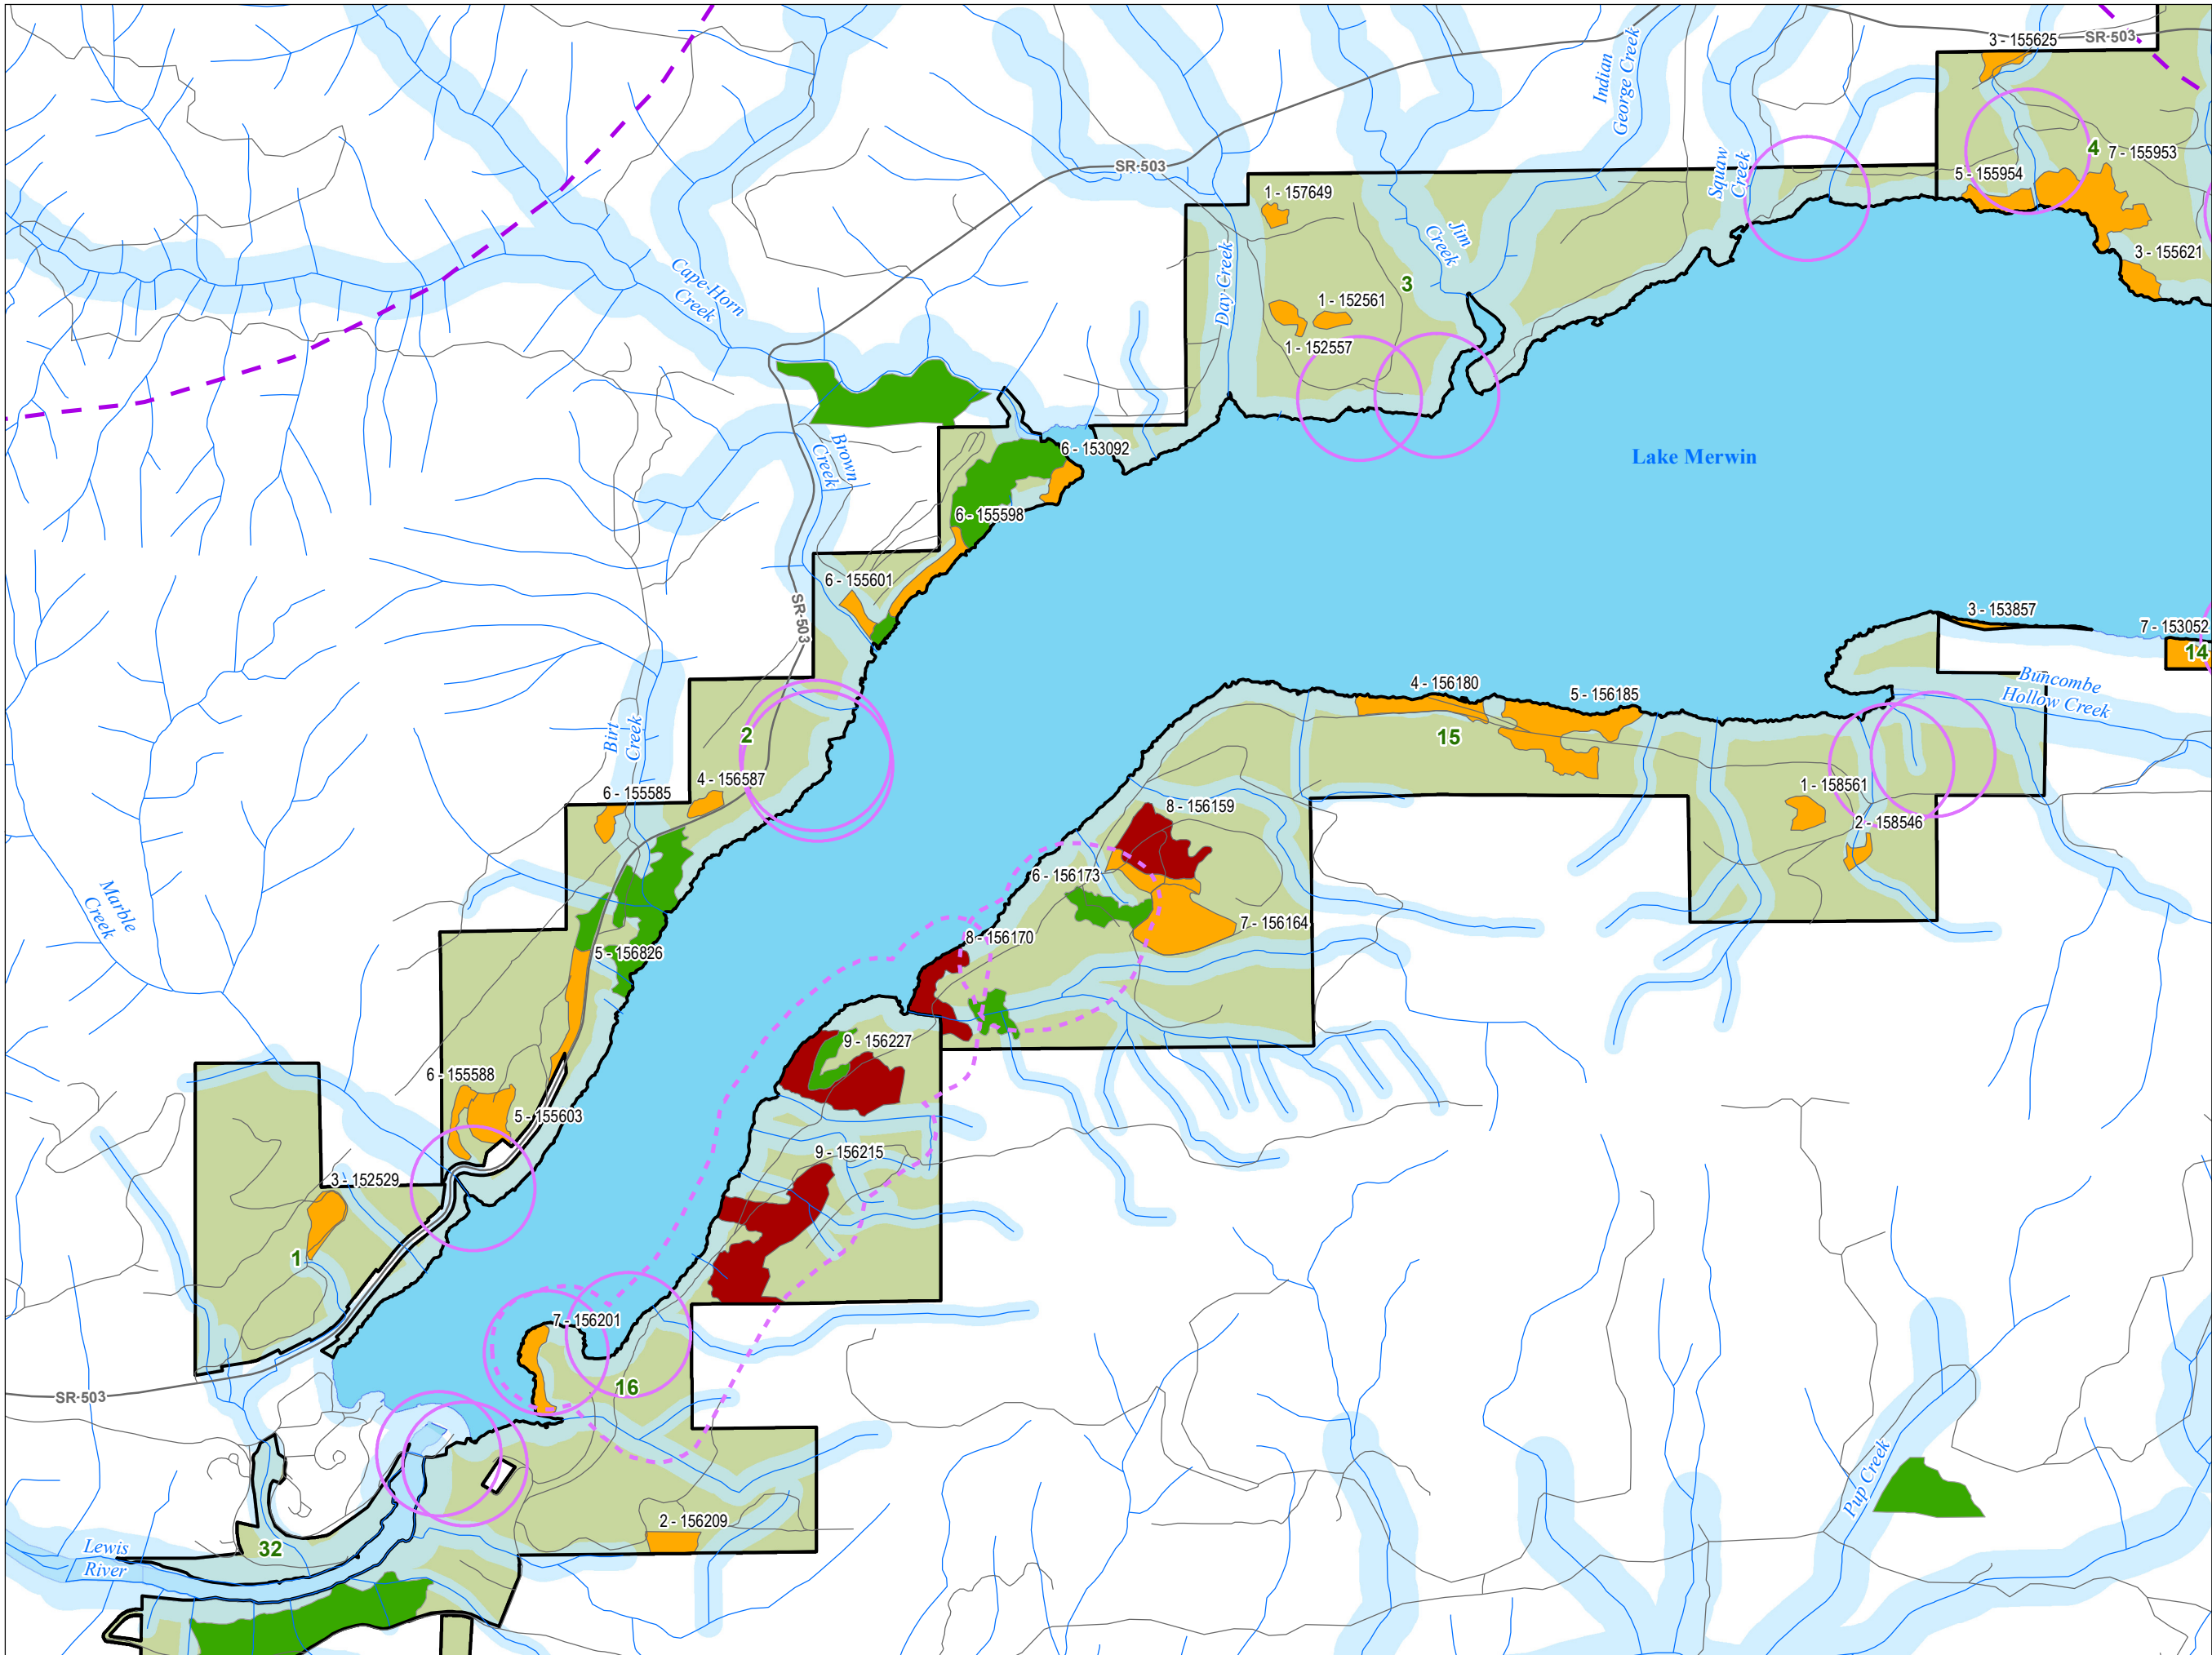 3 - 155625
SR-503
Indian
George Creek
4
7 - 155953
SR-503
5 - 155954
Squaw
Creek
1 - 157649
Jim
Creek
Day Creek
3 - 155621
3
1 - 152561
Cape Horn
Creek
1 - 152557
Brown
Creek
6 - 153092
Lake Merwin
6 - 155598
6 - 155601
SR-503
3 - 153857
7 - 153052
14
Buncombe
Hollow Creek
4 - 156180
5 - 156185
15
Birt
Creek
2
4 - 156587
6 - 155585
1 - 158561
8 - 156159
2 - 158546
6 - 156173
Marble
Creek
7 - 156164
8 - 156170
5 - 156826
9 - 156227
6 - 155588
5 - 155603
9 - 156215
3 - 152529
1
7 - 156201
16
SR-503
Pup Creek
2 - 156209
Lewis
River
32